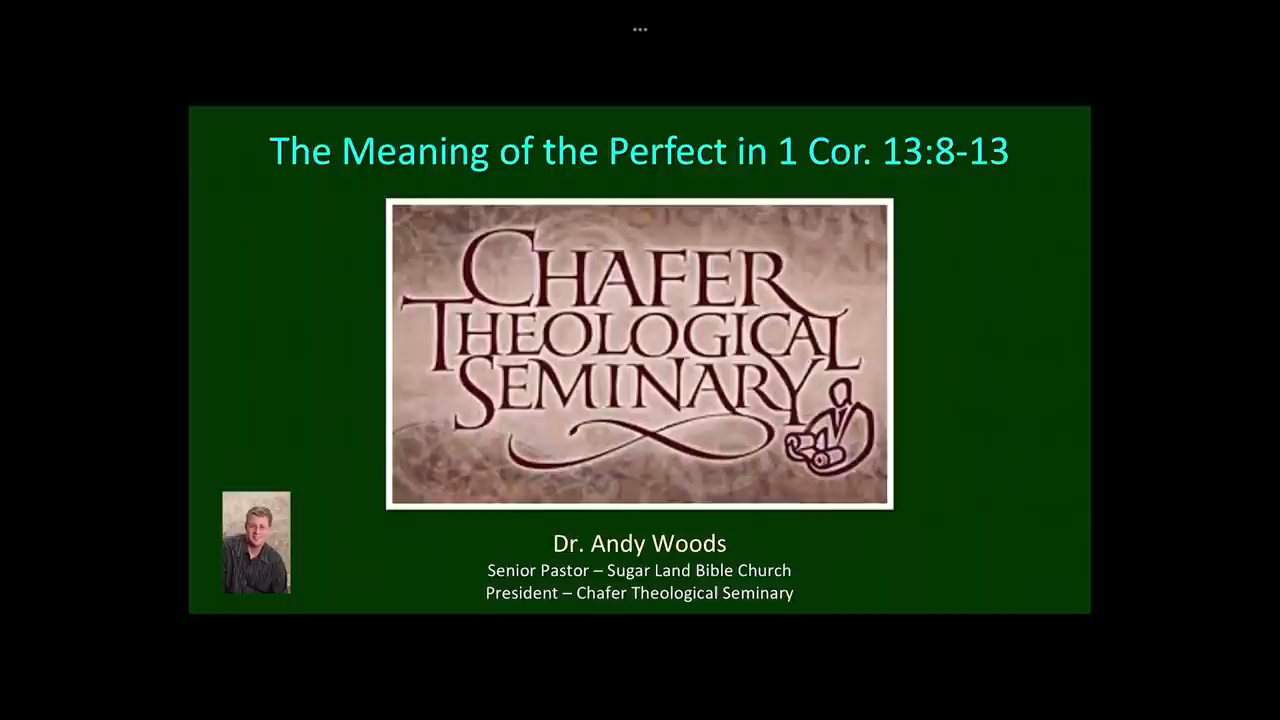 ...
The Meaning of the Perfect in 1 Cor. 13:8-13
CHAFER
THEOLOGICAL
SEMINARY
Dr. Andy Woods
Senior Pastor – Sugar Land Bible Church
President – Chafer Theological Seminary